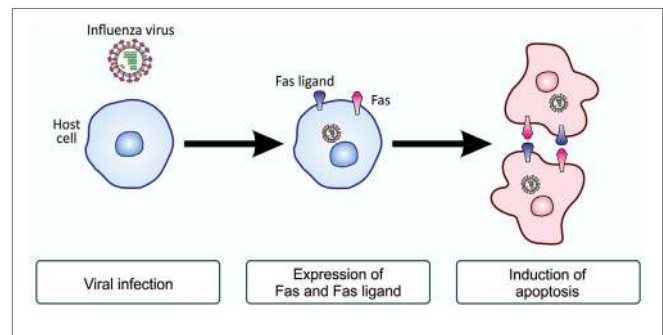 Influenza virus
Host
cell
Fas ligand
Fas
Viral infection
Expression of
Fas and Fas ligand
Induction of
apoptosis